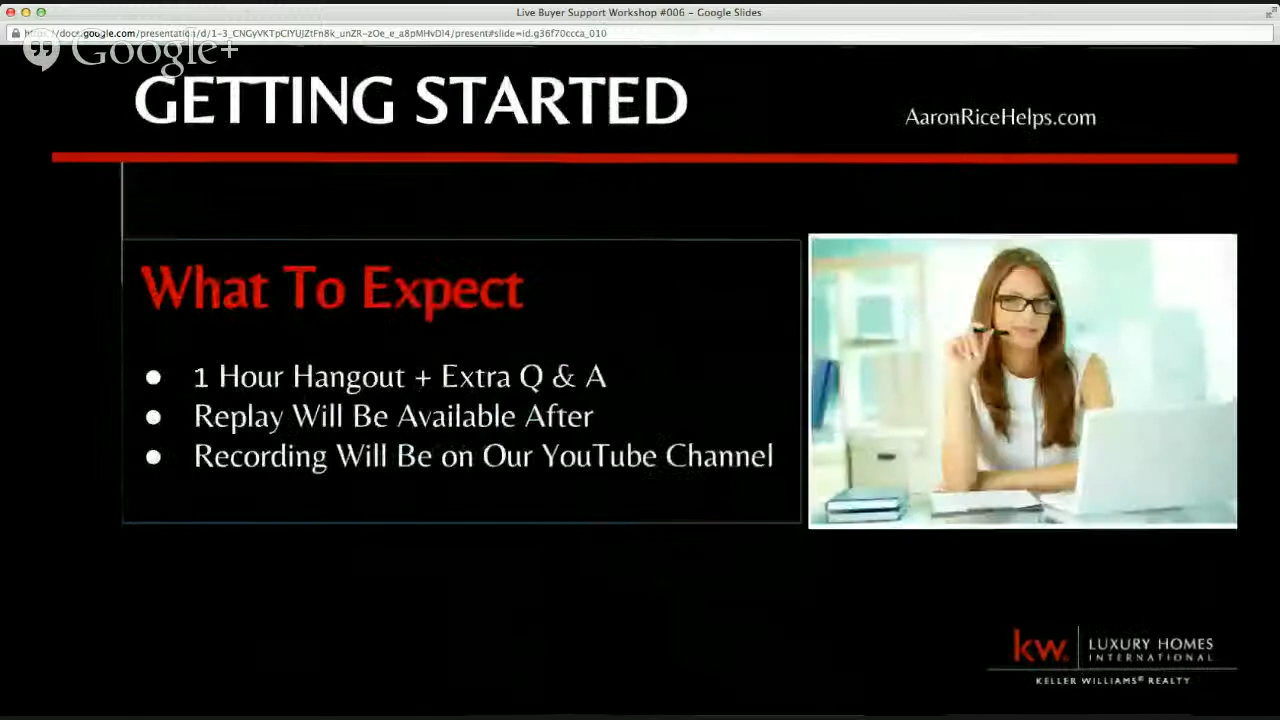 Live Buyer Support Workshop #006 – Google Slides
Google+
GETTING STARTED
AaronRiceHelps.com
What To Expect
● 1 Hour Hangout + Extra Q & A
● Replay Will Be Available After
● Recording Will Be on Our YouTube Channel
kw. LUXURY HOMES
INTERNATIONAL
KELLER WILLIAMS® REALTY